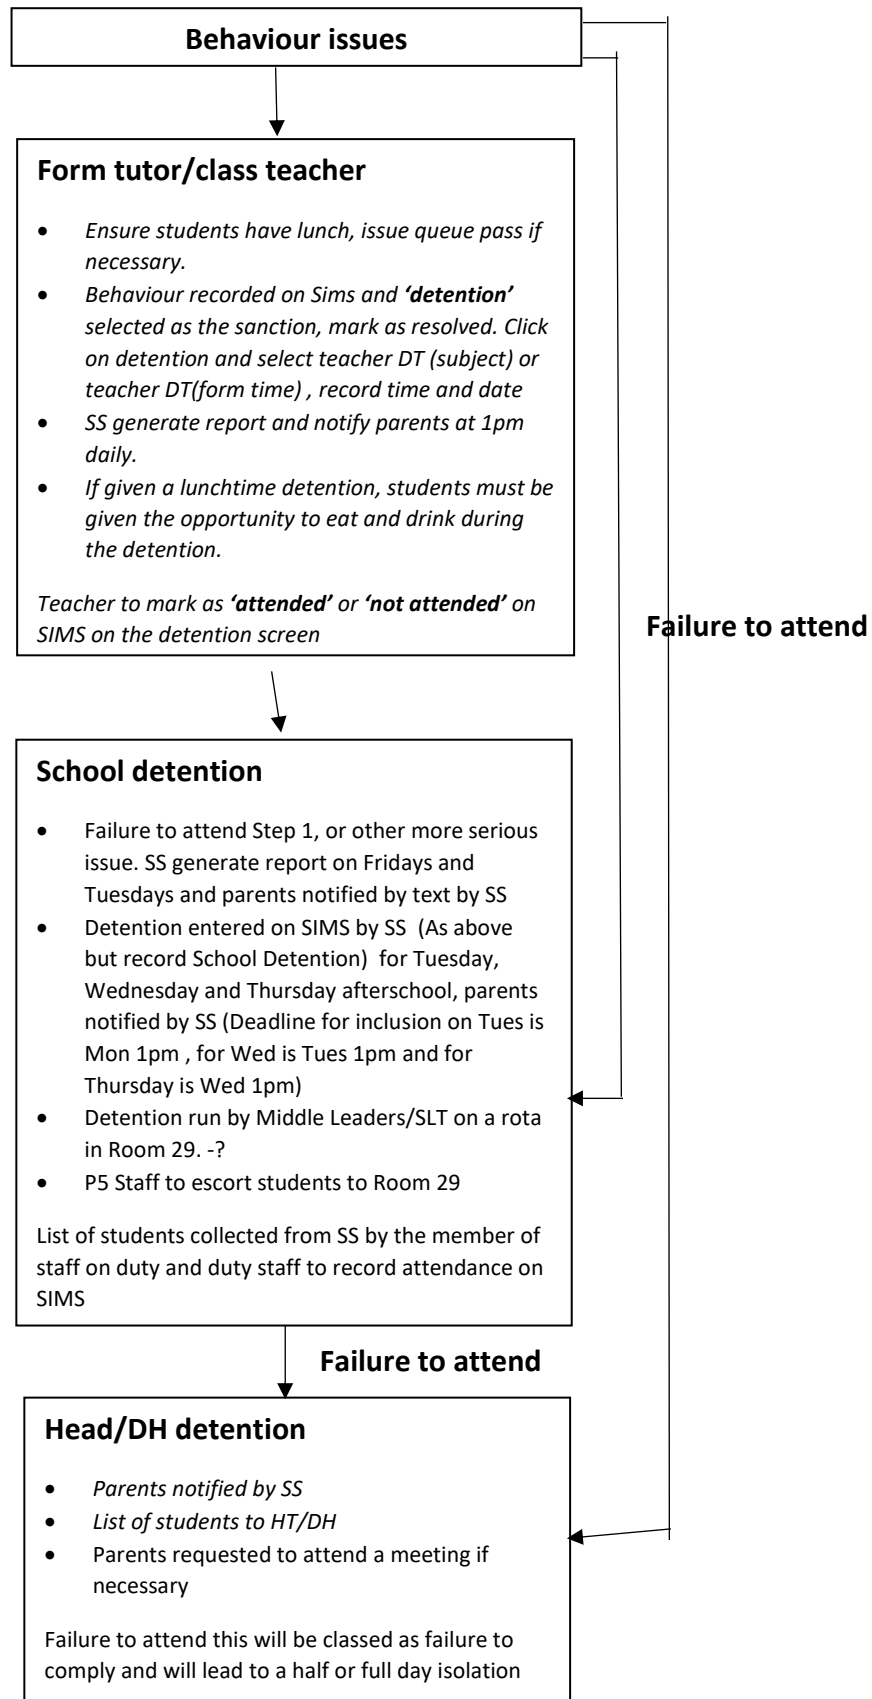 Behaviour issues
Form tutor/class teacher
• Ensure students have lunch, issue queue pass if
necessary.
• Behaviour recorded on Sims and ‘detention’
selected as the sanction, mark as resolved. Click
on detention and select teacher DT (subject) or
teacher DT(form time) , record time and date
• SS generate report and notify parents at 1pm
daily.
• If given a lunchtime detention, students must be
given the opportunity to eat and drink during
the detention.
Teacher to mark as ‘attended’ or ‘not attended’ on
SIMS on the detention screen
Failure to attend
School detention
• Failure to attend Step 1, or other more serious
issue. SS generate report on Fridays and
Tuesdays and parents notified by text by SS
• Detention entered on SIMS by SS (As above
but record School Detention) for Tuesday,
Wednesday and Thursday afterschool, parents
notified by SS (Deadline for inclusion on Tues is
Mon 1pm , for Wed is Tues 1pm and for
Thursday is Wed 1pm)
• Detention run by Middle Leaders/SLT on a rota
in Room 29. -?
• P5 Staff to escort students to Room 29
List of students collected from SS by the member of
staff on duty and duty staff to record attendance on
SIMS
Failure to attend
Head/DH detention
• Parents notified by SS
• List of students to HT/DH
• Parents requested to attend a meeting if
necessary
Failure to attend this will be classed as failure to
comply and will lead to a half or full day isolation